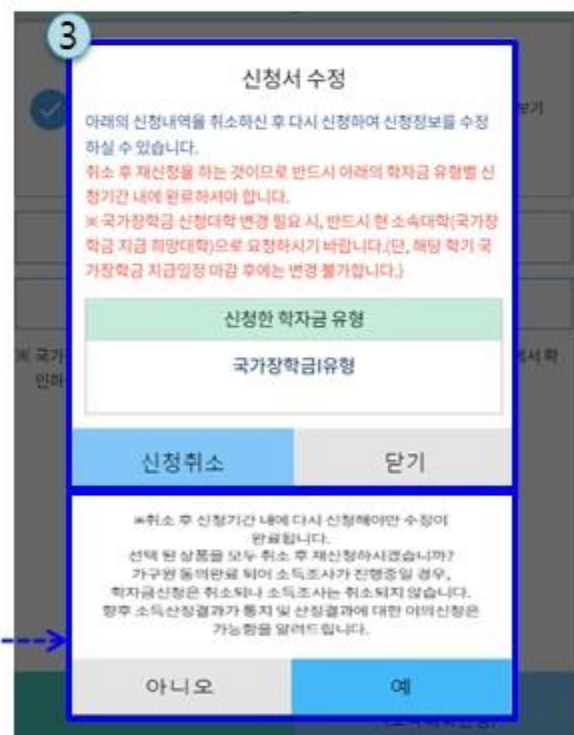 3
신청서 수정
보기
아래의 신청내역을 취소하신 후 다시 신청하여 신청정보를 수정
하실 수 있습니다.
취소 후 재신청을 하는 것이므로 반드시 아래의 학자금 유형별 신
청기간 내에 완료하셔야 합니다.
※ 국가장학금 신청대학 변경 필요 시, 반드시 현 소속대학(국가장
학금 지급 희망대학)으로 요청하시기 바랍니다.(단, 해당 학기 국
가장학금 지급일정 마감 후에는 변경 불가합니다.)
신청한 학자금 유형
※ 국가
에서 확
인하
국가장학금I유형
신청취소 닫기
※취소 후 신청기간 내에 다시 신청해야만 수정이
완료됩니다.
선택 된 상품을 모두 취소 후 재신청하시겠습니까?
가구원 동의완료 되어 소득조사가 진행중일 경우,
학자금신청은 취소되나 소득조사는 취소되지 않습니다.
향후 소득산정결과가 통지 및 산정결과에 대한 이의신청은
가능함을 알려드립니다.
아니오 예